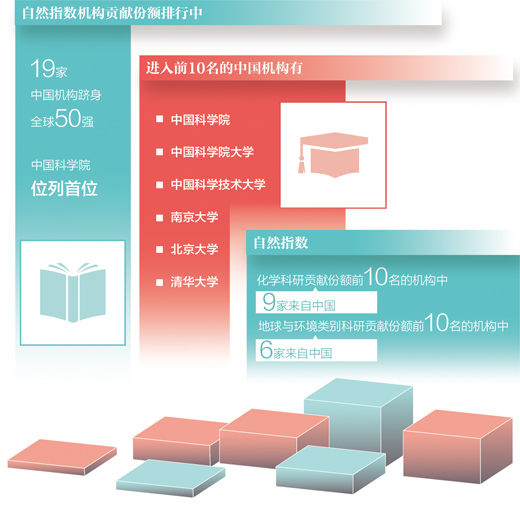 自然指数机构贡献份额排行中
19家
中国机构跻身
全球50强
中国科学院
位列首位
进入前10名的中国机构有
中国科学院
中国科学院大学
中国科学技术大学
南京大学
北京大学
清华大学
自然指数
化学科研贡献份额前10名的机构中
9家来自中国
地球与环境类别科研贡献份额前10名的机构中
6家来自中国